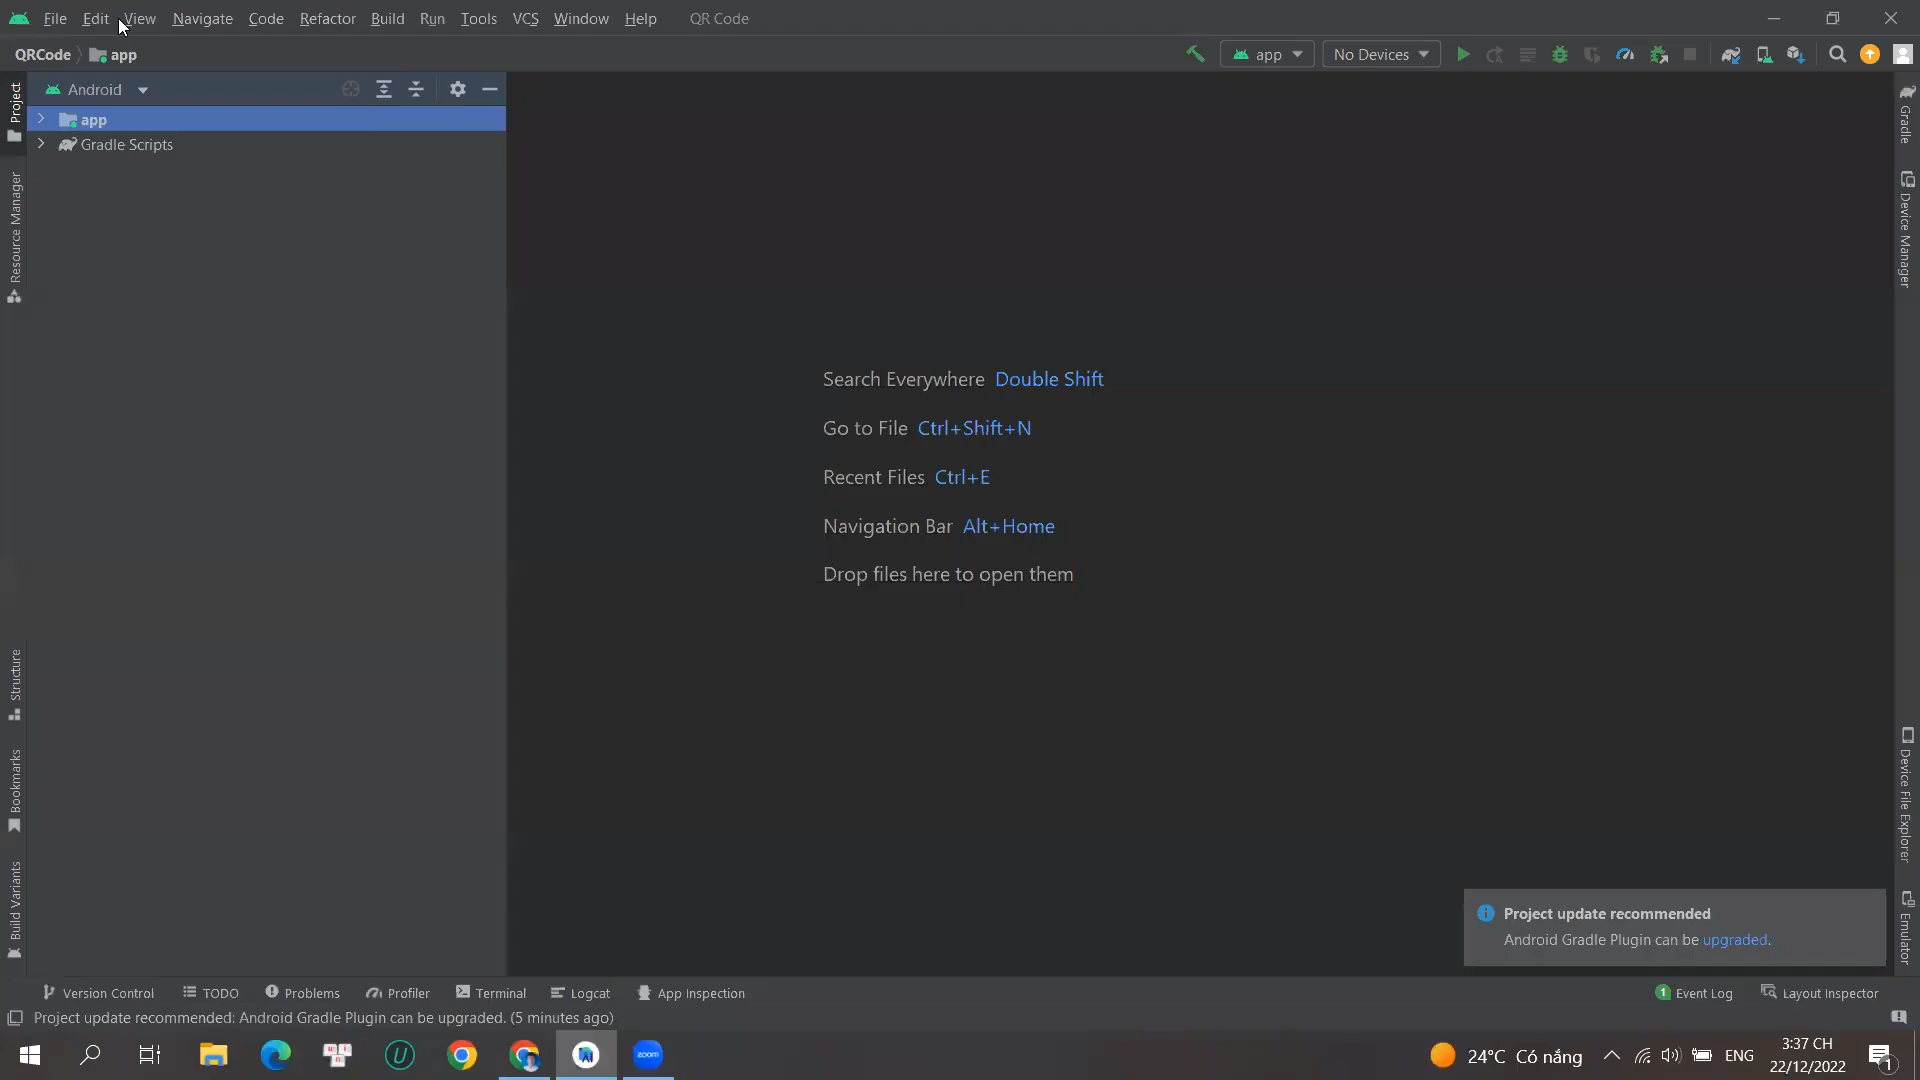 File Edit View Navigate Code Refactor Build Run Tools VCS Window Help QR Code
QRCode app
app No Devices
Project
Android
app
Gradle Scripts
Resource Manager
Structure
Bookmarks
Build Variants
Search Everywhere Double Shift
Go to File Ctrl+Shift+N
Recent Files Ctrl+E
Navigation Bar Alt+Home
Drop files here to open them
Gradle
Device Manager
Device File Explorer
Emulator
Project update recommended
Android Gradle Plugin can be upgraded.
Version Control TODO Problems Profiler Terminal Logcat App Inspection 1 Event Log Layout Inspector
Project update recommended: Android Gradle Plugin can be upgraded. (5 minutes ago)
zoom
24°C Có nắng ENG
3:37 CH
22/12/2022
1